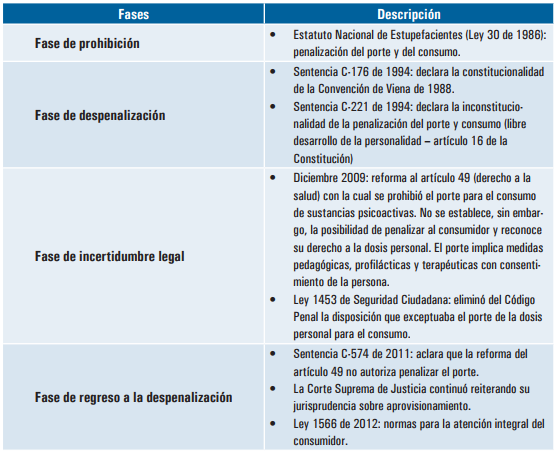 Fases
Descripción
Fase de prohibición
• Estatuto Nacional de Estupefacientes (Ley 30 de 1986):
penalización del porte y del consumo.
Fase de despenalización
• Sentencia C-176 de 1994: declara la constitucionalidad
de la Convención de Viena de 1988.
• Sentencia C-221 de 1994: declara la inconstitucio-
nalidad de la penalización del porte y consumo (libre
desarrollo de la personalidad – artículo 16 de la
Constitución)
Fase de incertidumbre legal
• Diciembre 2009: reforma al artículo 49 (derecho a la
salud) con la cual se prohibió el porte para el consumo
de sustancias psicoactivas. No se establece, sin embar-
go, la posibilidad de penalizar al consumidor y reconoce
su derecho a la dosis personal. El porte implica medidas
pedagógicas, profilácticas y terapéuticas con consenti-
miento de la persona.
• Ley 1453 de Seguridad Ciudadana: eliminó del Código
Penal la disposición que exceptuaba el porte de la dosis
personal para el consumo.
Fase de regreso a la despenalización
• Sentencia C-574 de 2011: aclara que la reforma del
artículo 49 no autoriza penalizar el porte.
• La Corte Suprema de Justicia continuó reiterando su
jurisprudencia sobre aprovisionamiento.
• Ley 1566 de 2012: normas para la atención integral del
consumidor.